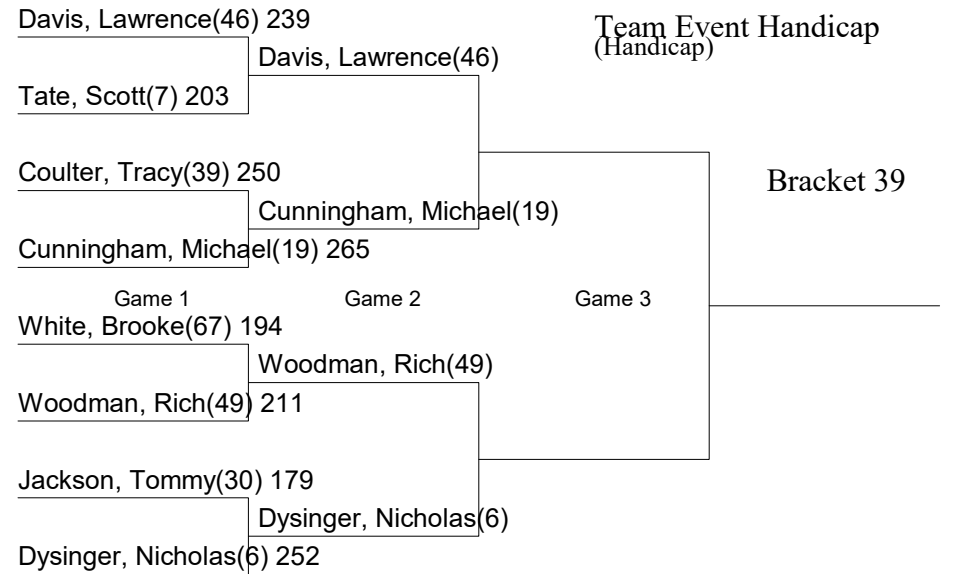 Davis, Lawrence(46) 239
Team Event Handicap
(Handicap)
Davis, Lawrence(46)
Tate, Scott(7) 203
Coulter, Tracy(39) 250
Bracket 39
Cunningham, Michael(19)
Cunningham, Michael(19) 265
Game 1
Game 2
Game 3
White, Brooke(67) 194
Woodman, Rich(49)
Woodman, Rich(49) 211
Jackson, Tommy(30) 179
Dysinger, Nicholas(6)
Dysinger, Nicholas(6) 252